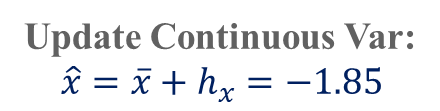 Update Continuous Var:
x̂ = x̄ + hₓ = −1.85